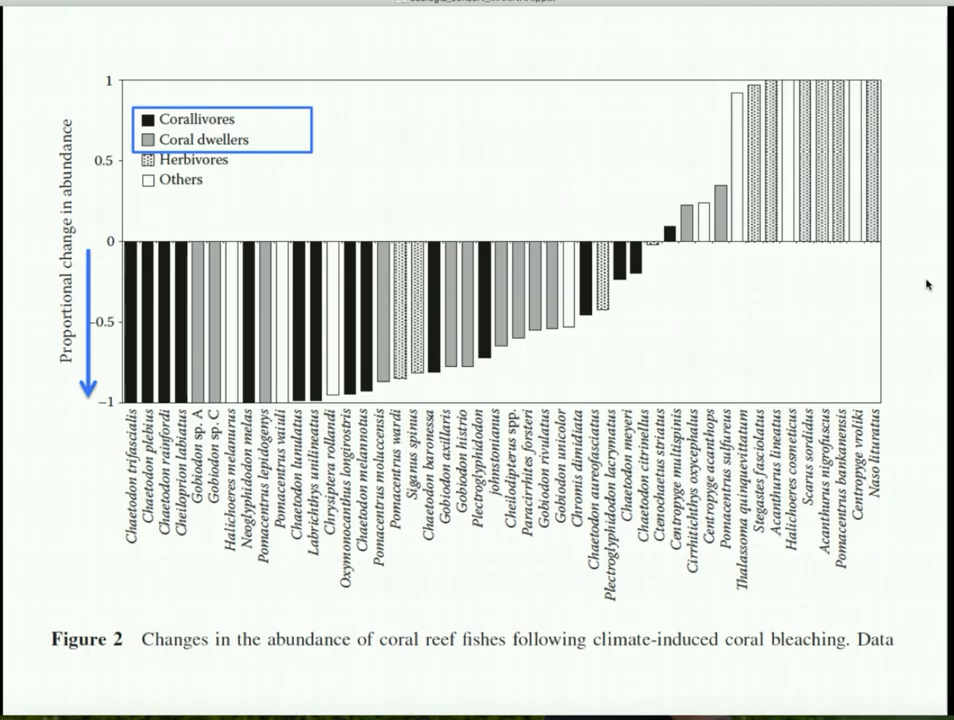 1
Corallivores
Coral dwellers
0.5
Herbivores
Others
Proportional change in abundance
0
-0.5
-1
Chaetodon trifascialis
Chaetodon plebius
Chaetodon rainfordi
Cheiloprion labiatus
Gobiodon sp. A
Gobiodon sp. C
Halichoeres melanurus
Neoglyphidodon melas
Pomacentrus lepidogenys
Pomacentrus vaiuli
Chaetodon lunulatus
Labrichthys unilineatus
Chrysiptera rollandi
Oxymonocanthus longirostris
Chaetodon melannotus
Pomacentrus moluccensis
Pomacentrus wardi
Siganus spinus
Chaetodon baronessa
Gobiodon axillaris
Gobiodon histrio
Plectroglyphidodon
johnstonianus
Cheilodipterus spp.
Paracirrhites forsteri
Gobiodon rivulatus
Gobiodon unicolor
Chromis dimidiata
Chaetodon aureofasciatus
Plectroglyphidodon lacrymatus
Chaetodon meyeri
Chaetodon citrinellus
Ctenochaetus striatus
Centropyge multispinis
Cirrhitichthys oxycephalus
Centropyge acanthops
Pomacentrus sulfureus
Thalassoma quinquevitatum
Stegastes fasciolatus
Acanthurus lineatus
Halichoeres cosmoreticus
Scarus sordidus
Acanthurus nigrofuscus
Pomacentrus bankanensis
Centropyge vroliki
Naso lituratus
Figure 2 Changes in the abundance of coral reef fishes following climate-induced coral bleaching. Data